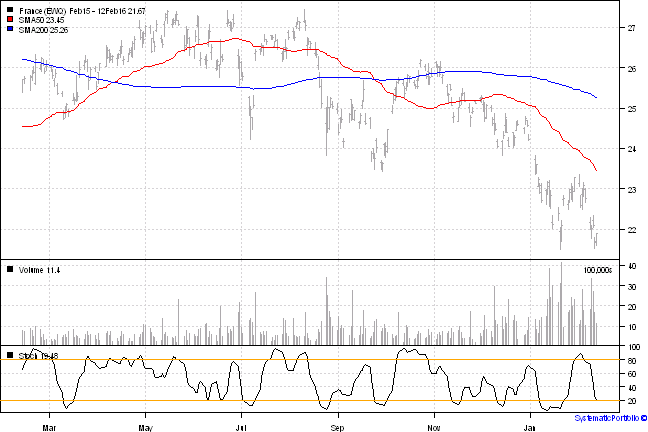 France (EWQ) Feb15 - 12Feb16 21.67
SMA50 23.45
SMA200 25.26
27
26
25
24
23
22
Volume 11.4
100,000s
40
30
20
10
Stoch 19.48
100
80
60
40
20
Mar May Jul Sep Nov Jan
SystematicPortfolio ©